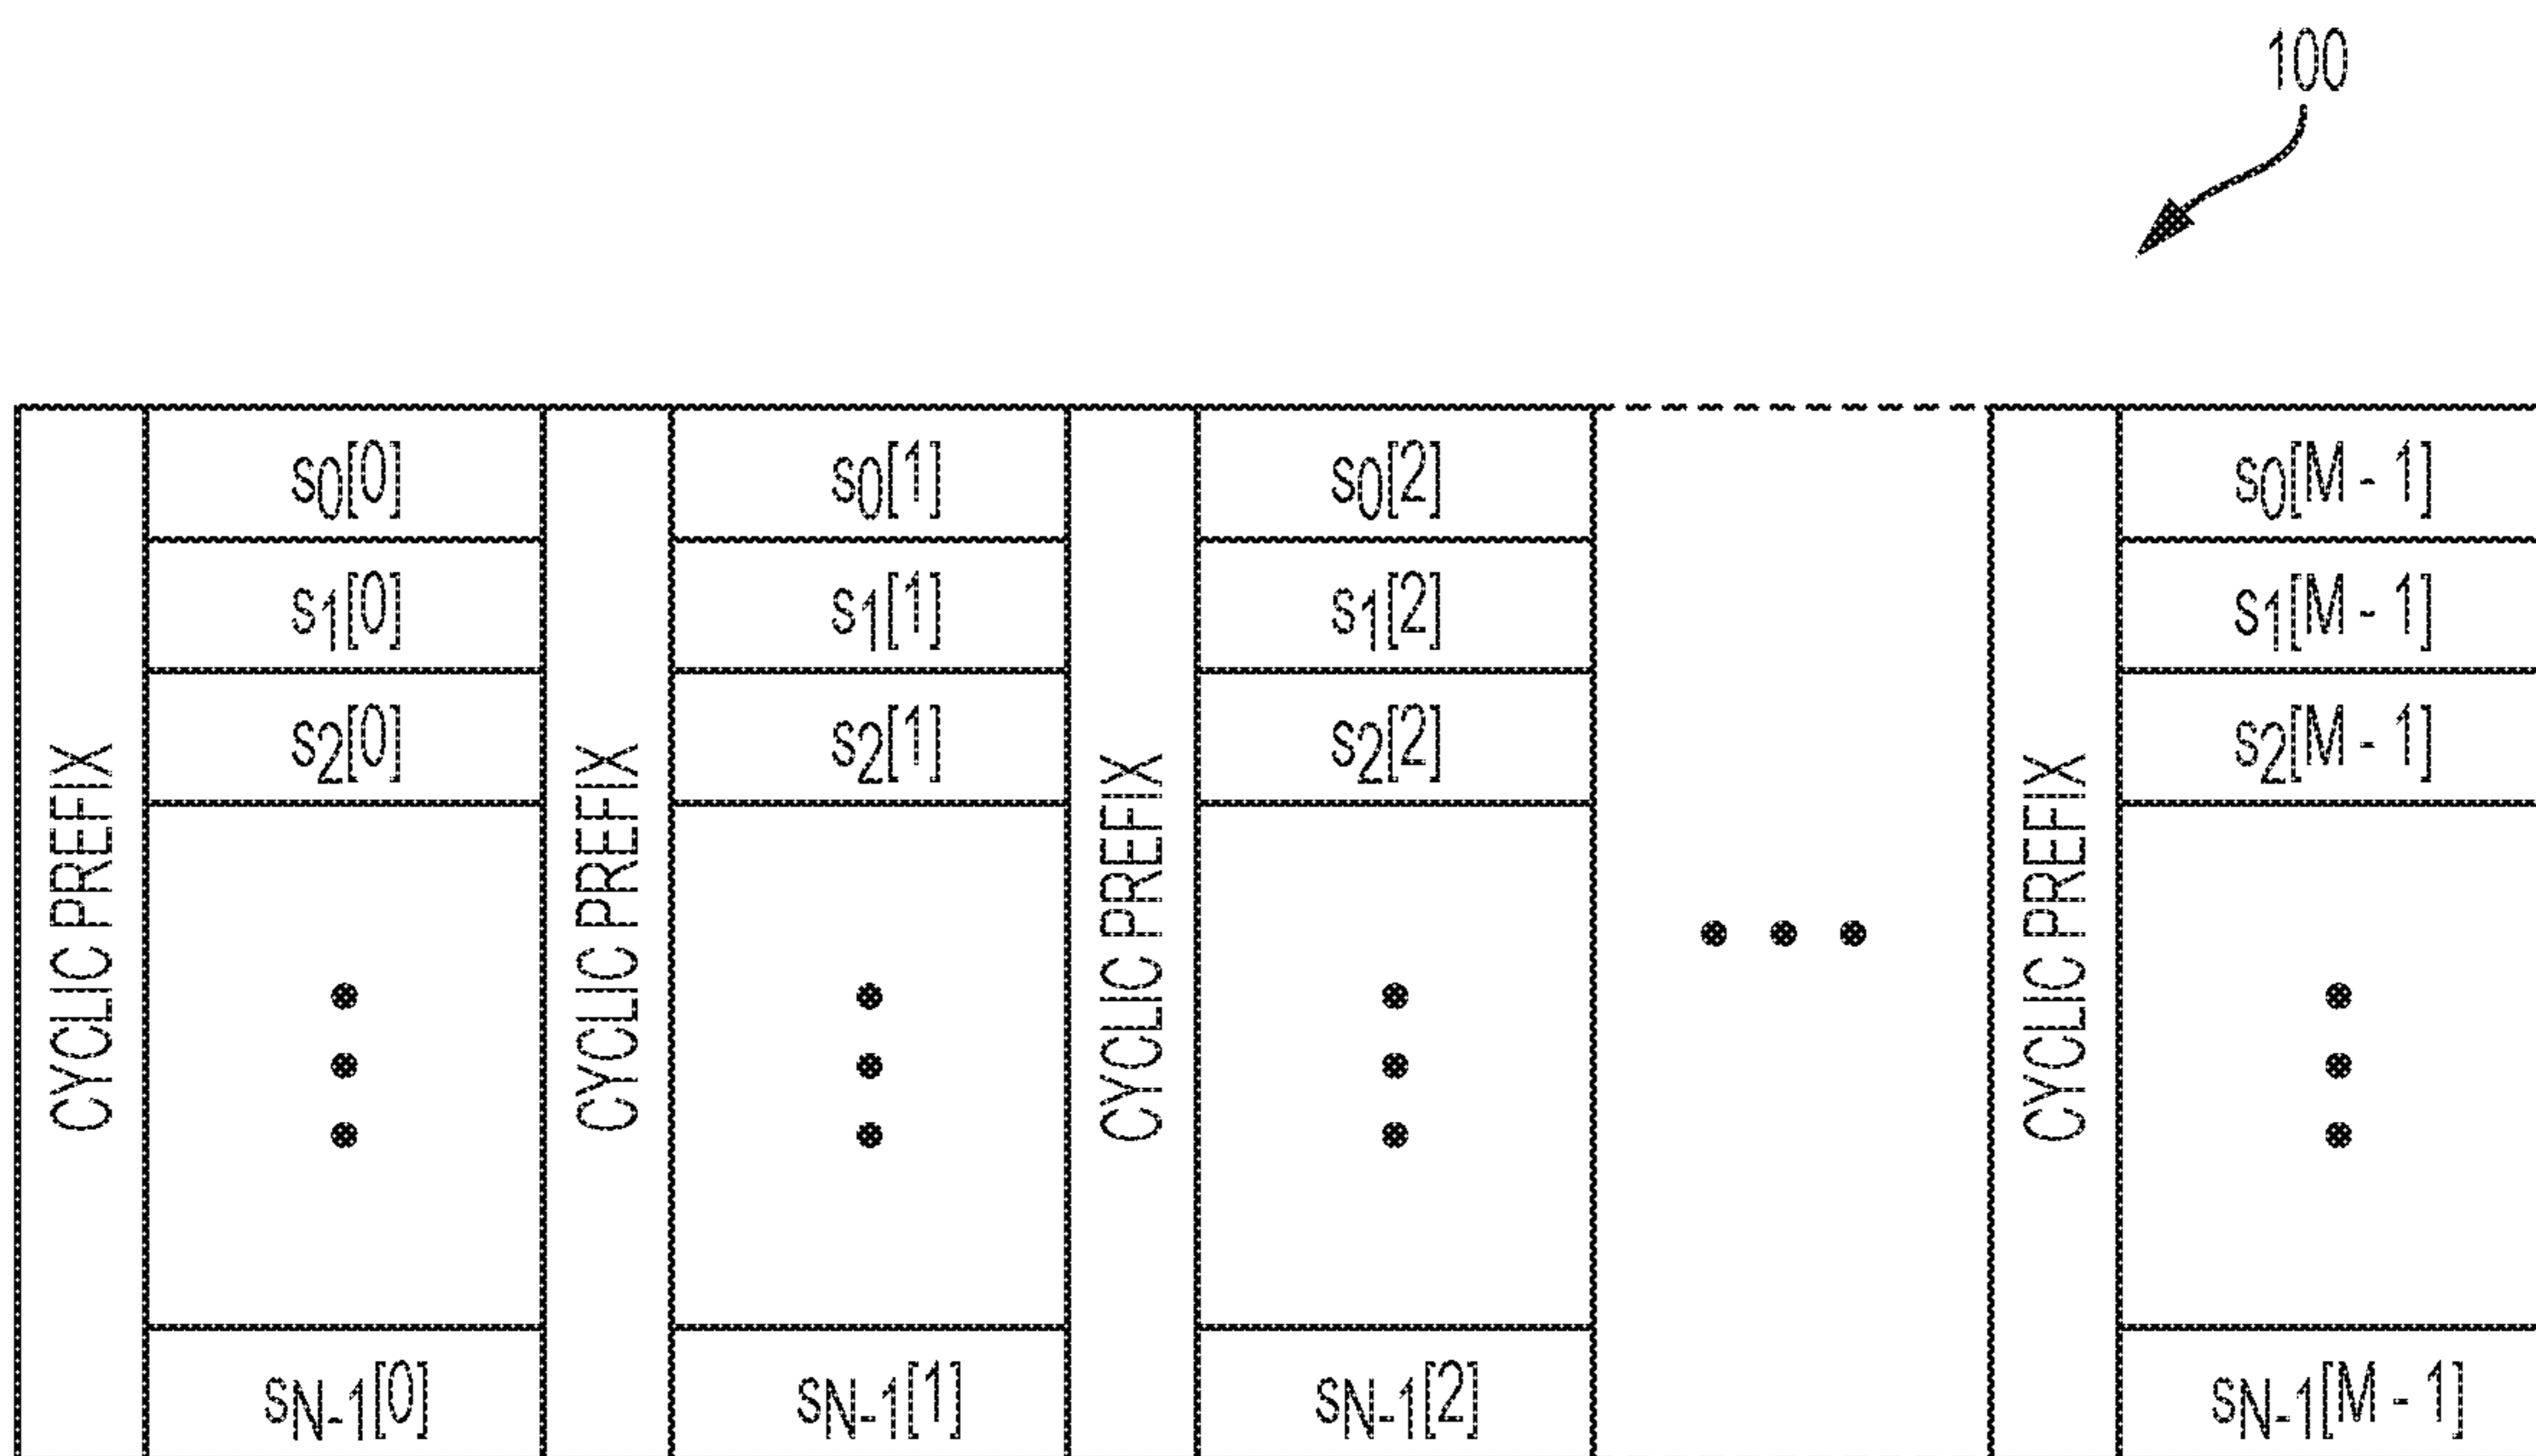 100
CYCLIC PREFIX
s0[0]
s1[0]
s2[0]
sN-1[0]
CYCLIC PREFIX
s0[1]
s1[1]
s2[1]
sN-1[1]
CYCLIC PREFIX
s0[2]
s1[2]
s2[2]
sN-1[2]
CYCLIC PREFIX
s0[M - 1]
s1[M - 1]
s2[M - 1]
sN-1[M - 1]